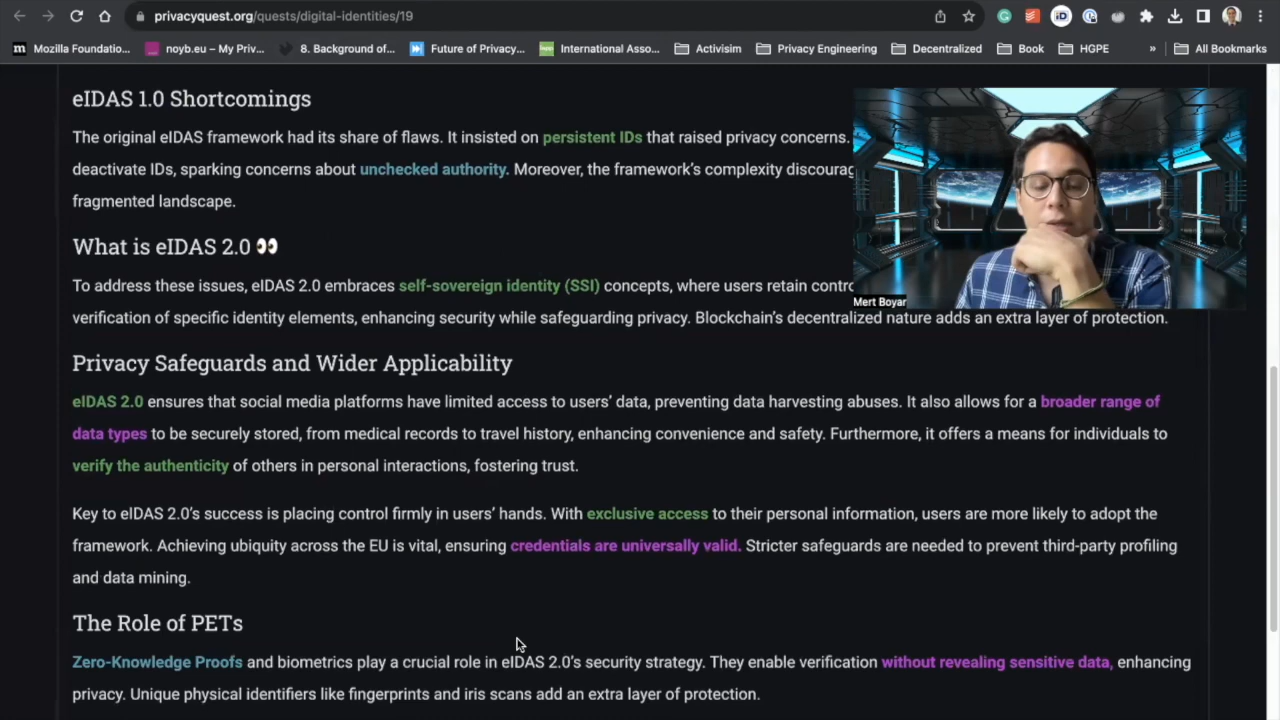 privacyquest.org/quests/digital-identities/19
Mozilla Foundatio... noyb.eu – My Priv... 8. Background of... Future of Privacy... International Asso... Activisim Privacy Engineering Decentralized Book HGPE » All Bookmarks
eIDAS 1.0 Shortcomings
The original eIDAS framework had its share of flaws. It insisted on persistent IDs that raised privacy concerns.
deactivate IDs, sparking concerns about unchecked authority. Moreover, the framework's complexity discourag
fragmented landscape.
What is eIDAS 2.0 👀
To address these issues, eIDAS 2.0 embraces self-sovereign identity (SSI) concepts, where users retain contro
Mert Boyar
verification of specific identity elements, enhancing security while safeguarding privacy. Blockchain's decentralized nature adds an extra layer of protection.
Privacy Safeguards and Wider Applicability
eIDAS 2.0 ensures that social media platforms have limited access to users' data, preventing data harvesting abuses. It also allows for a broader range of
data types to be securely stored, from medical records to travel history, enhancing convenience and safety. Furthermore, it offers a means for individuals to
verify the authenticity of others in personal interactions, fostering trust.
Key to eIDAS 2.0's success is placing control firmly in users' hands. With exclusive access to their personal information, users are more likely to adopt the
framework. Achieving ubiquity across the EU is vital, ensuring credentials are universally valid. Stricter safeguards are needed to prevent third-party profiling
and data mining.
The Role of PETs
Zero-Knowledge Proofs and biometrics play a crucial role in eIDAS 2.0's security strategy. They enable verification without revealing sensitive data, enhancing
privacy. Unique physical identifiers like fingerprints and iris scans add an extra layer of protection.